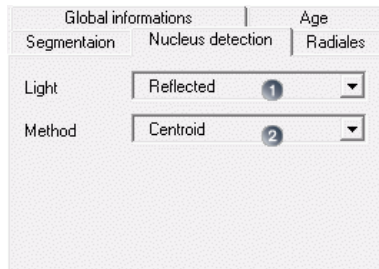 Global informations Age
Segmentaion Nucleus detection Radiales
Light Reflected 1
Method Centroid 2